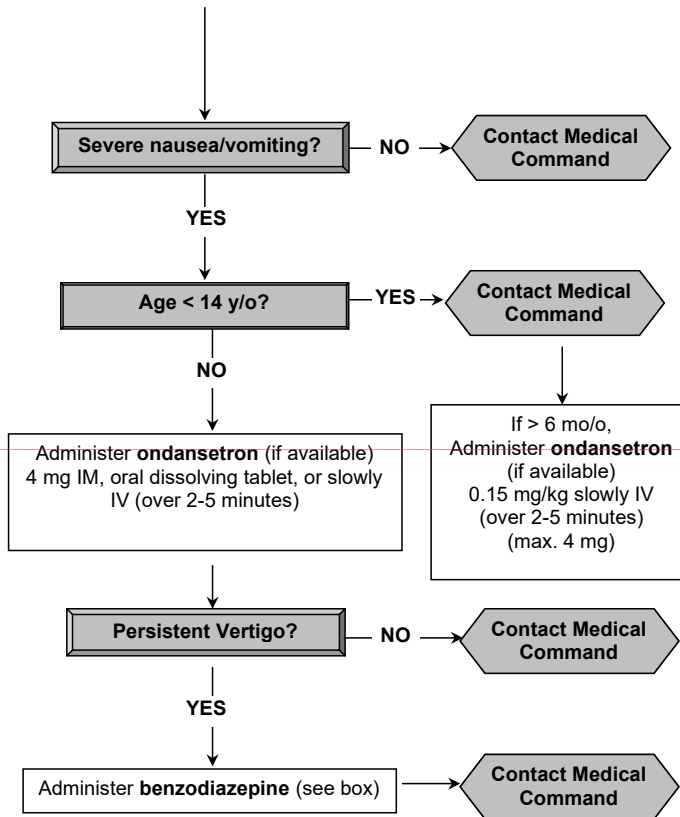 Severe nausea/vomiting?
NO
Contact Medical
Command
YES
Age < 14 y/o?
YES
Contact Medical
Command
NO
Administer ondansetron (if available)
4 mg IM, oral dissolving tablet, or slowly
IV (over 2-5 minutes)
If > 6 mo/o,
Administer ondansetron
(if available)
0.15 mg/kg slowly IV
(over 2-5 minutes)
(max. 4 mg)
Persistent Vertigo?
NO
Contact Medical
Command
YES
Administer benzodiazepine (see box)
Contact Medical
Command